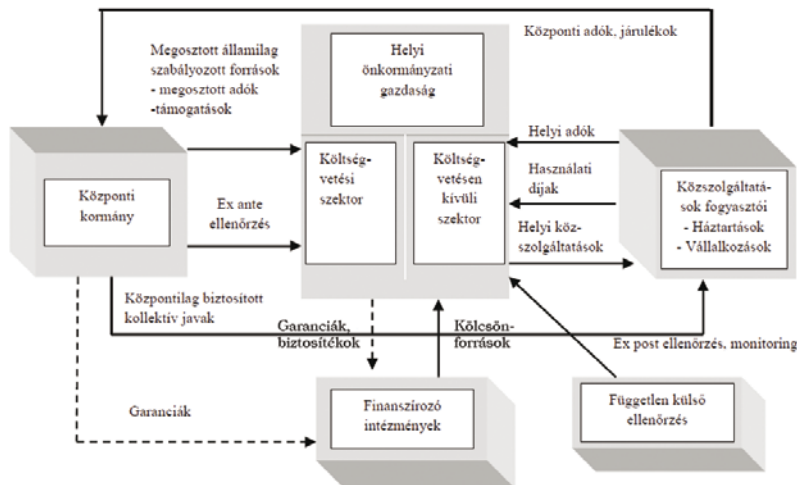 Központi adók, járulékok
Megosztott államilag
szabályozott források
- megosztott adók
-támogatások
Helyi
önkormányzati
gazdaság
Központi
kormány
Ex ante
ellenőrzés
Költség-
vetési
szektor
Költség-
vetésen
kívüli
szektor
Helyi adók
Használati
díjak
Helyi köz-
szolgáltatások
Közszolgáltatá-
sok fogyasztói
- Háztartások
- Vállalkozások
Központilag biztosított
kollektív javak
Garanciák,
biztosítékok
Kölcsön-
források
Ex post ellenőrzés, monitoring
Garanciák
Finanszírozó
intézmények
Független külső
ellenőrzés